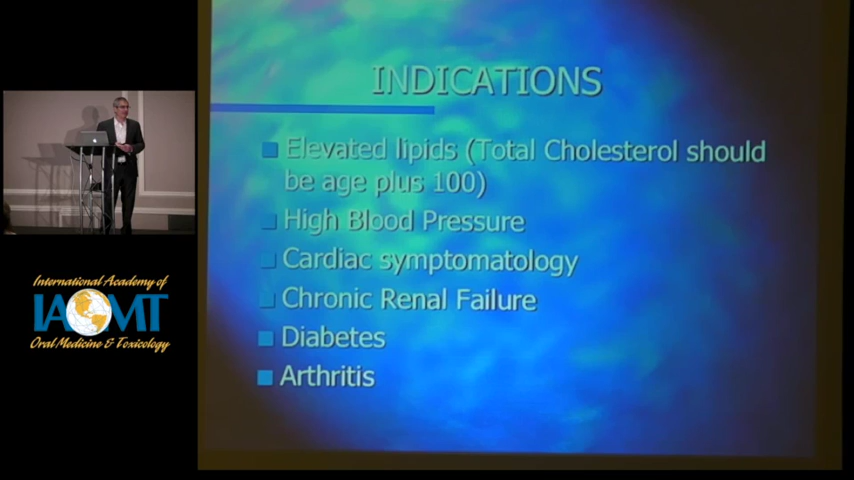 INDICATIONS
Elevated lipids (Total Cholesterol should
be age plus 100)
High Blood Pressure
Cardiac symptomatology
Chronic Renal Failure
Diabetes
Arthritis
International Academy of
IAOMT
Oral Medicine & Toxicology